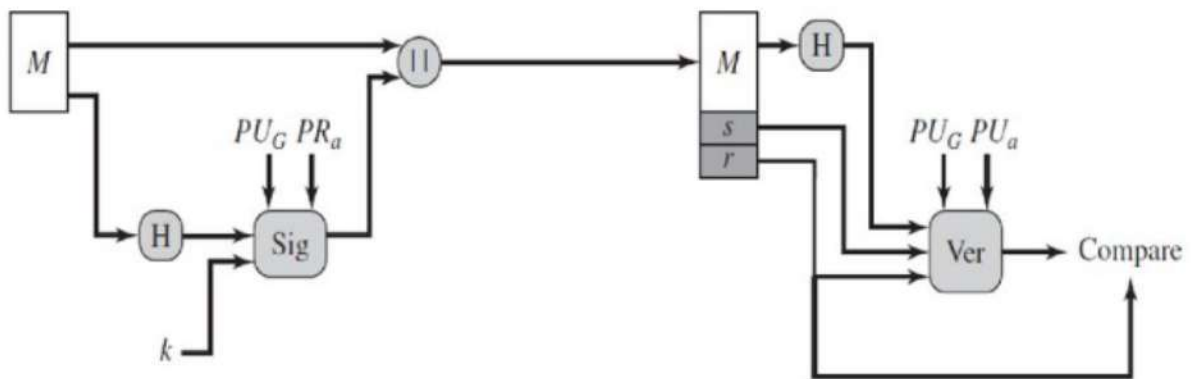 M
||
PU_G PR_a
H
Sig
k
M
H
s
r
PU_G PU_a
Ver
Compare